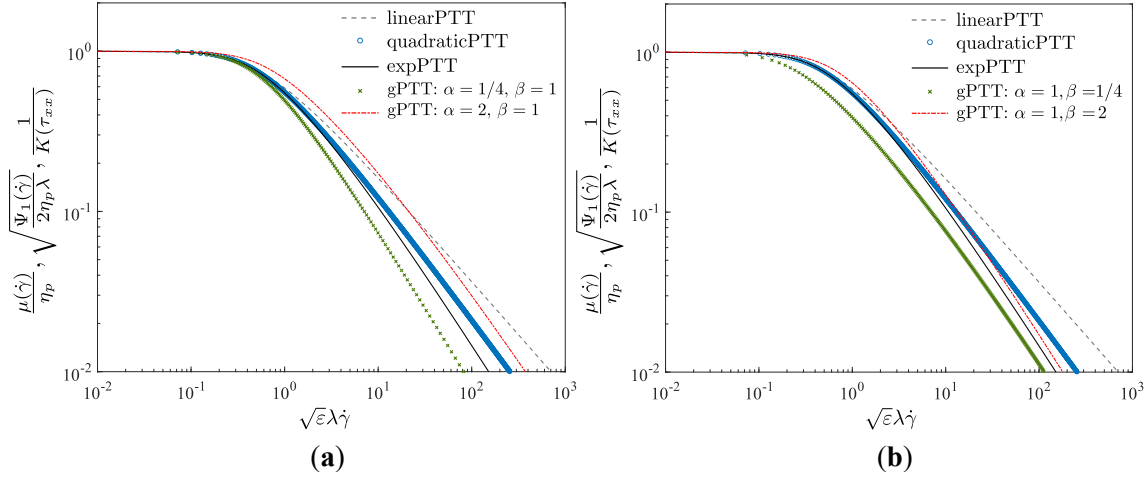 linearPTT
quadraticPTT
expPTT
gPTT: α = 1/4, β = 1
gPTT: α = 2, β = 1
10^0
10^-1
10^-2
μ(γ̇)/η_p, √(Ψ_1(γ̇)/(2η_pλ)), 1/K(τ_xx)
10^-2 10^-1 10^0 10^1 10^2 10^3
√ελγ̇
(a)
linearPTT
quadraticPTT
expPTT
gPTT: α = 1, β =1/4
gPTT: α = 1, β = 2
10^0
10^-1
10^-2
μ(γ̇)/η_p, √(Ψ_1(γ̇)/(2η_pλ)), 1/K(τ_xx)
10^-2 10^-1 10^0 10^1 10^2 10^3
√ελγ̇
(b)